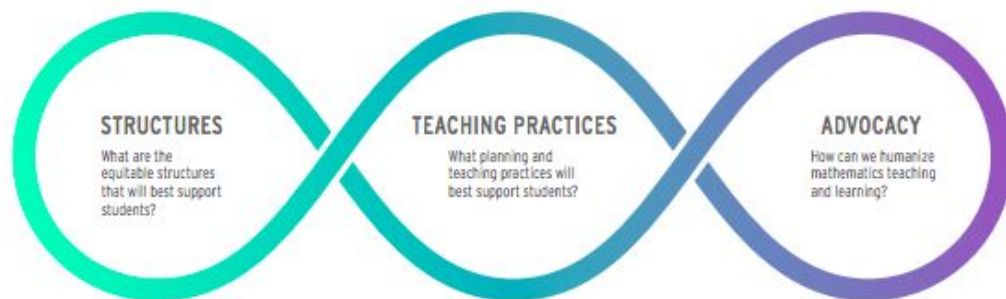 STRUCTURES
What are the
equitable structures
that will best support
students?
TEACHING PRACTICES
What planning and
teaching practices will
best support students?
ADVOCACY
How can we humanize
mathematics teaching
and learning?